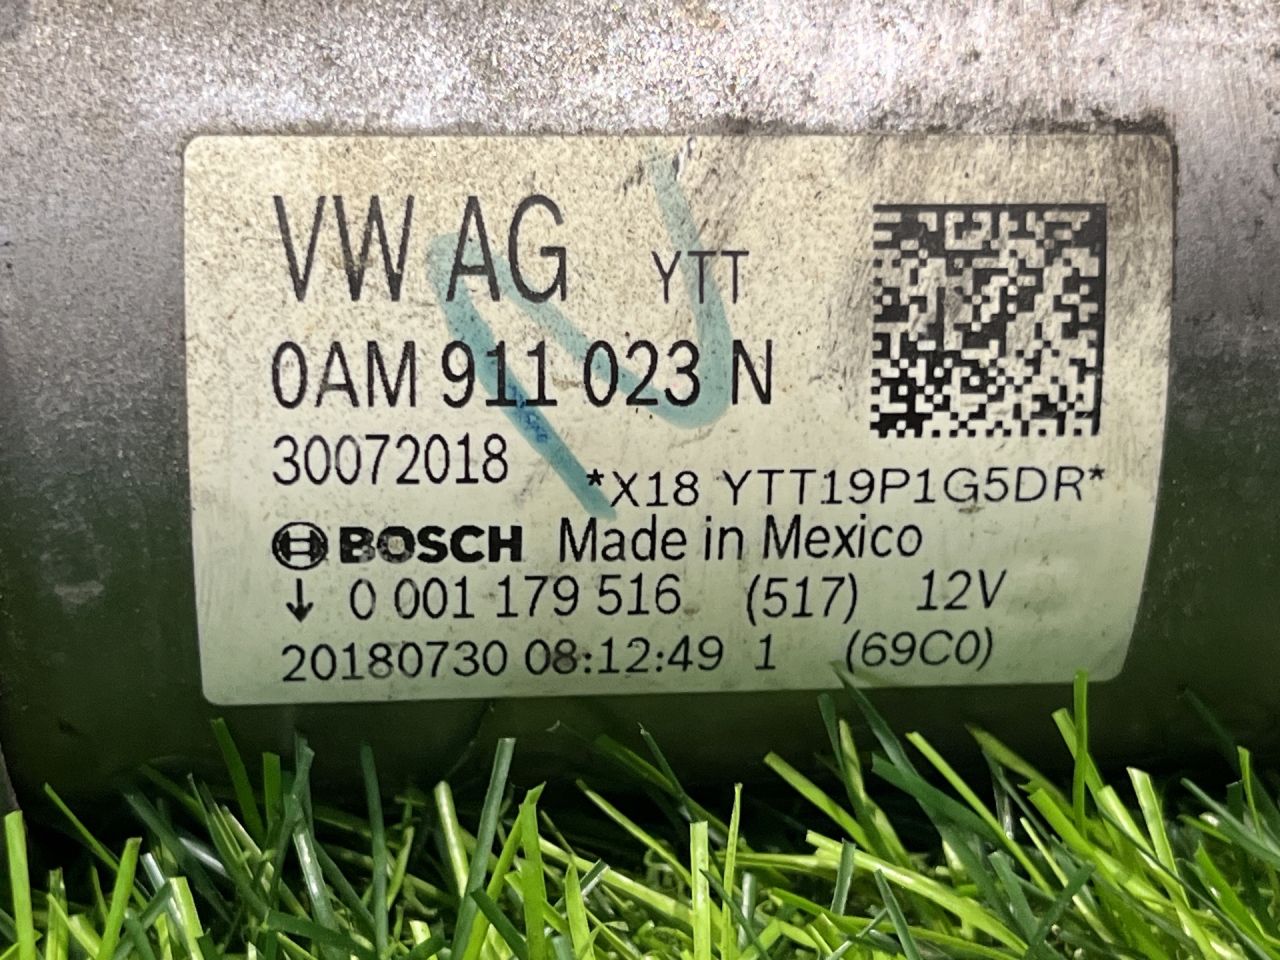 VW AG YTT
0AM 911 023 N
30072018
*X18 YTT19P1G5DR*
BOSCH Made in Mexico
↓ 0 001 179 516 (517) 12V
20180730 08:12:49 1 (69C0)